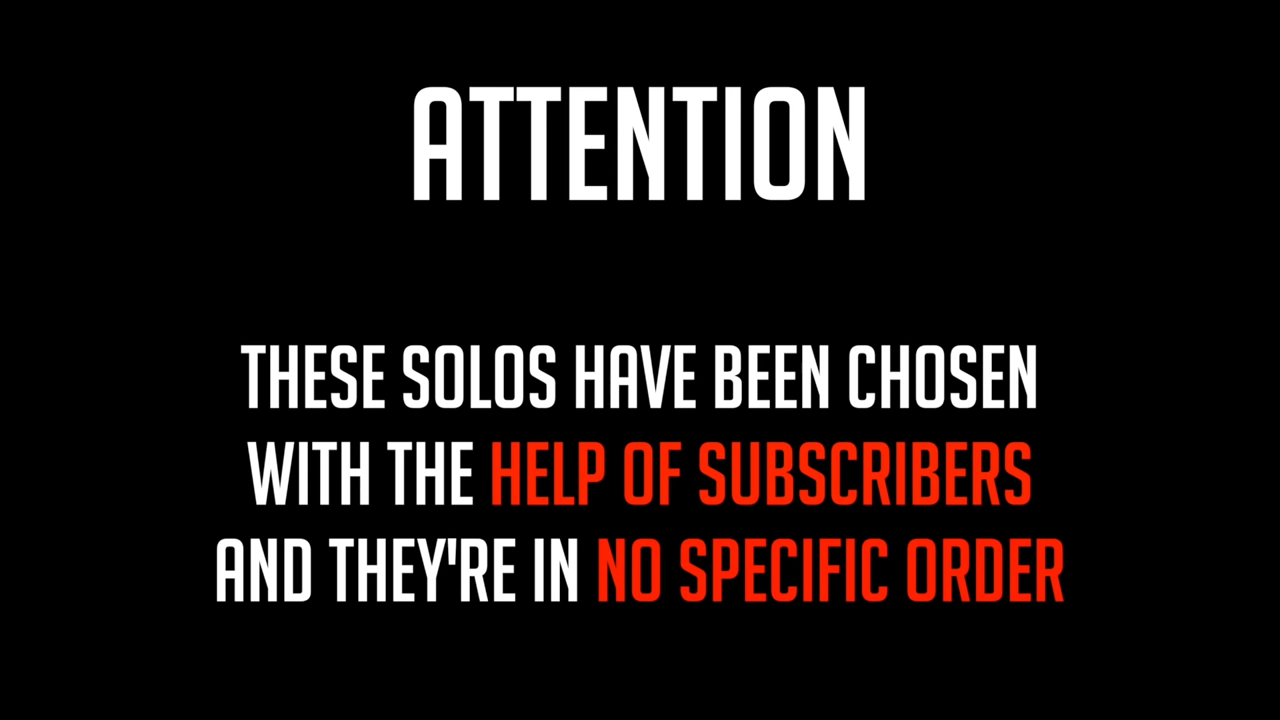 ATTENTION
THESE SOLOS HAVE BEEN CHOSEN
WITH THE HELP OF SUBSCRIBERS
AND THEY'RE IN NO SPECIFIC ORDER